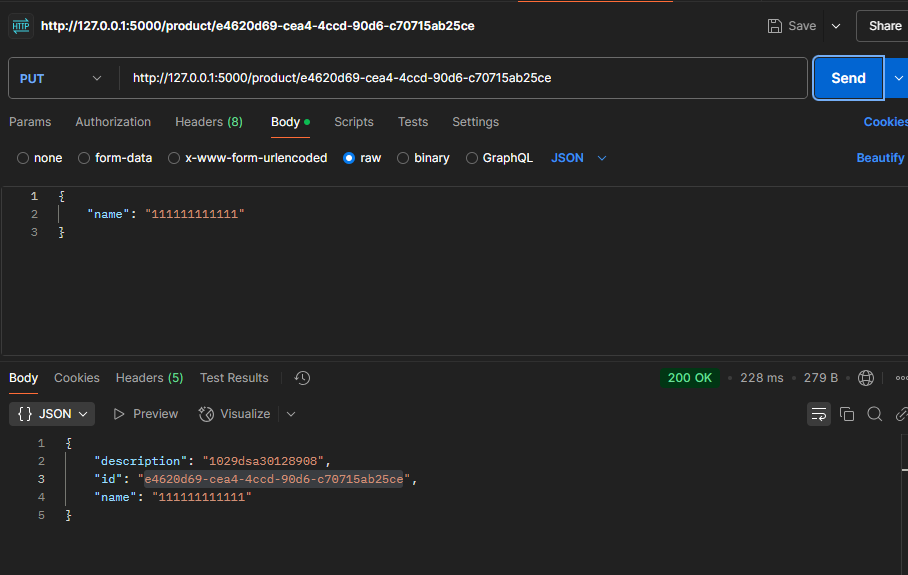 HTTP http://127.0.0.1:5000/product/e4620d69-cea4-4ccd-90d6-c70715ab25ce Save Share
PUT http://127.0.0.1:5000/product/e4620d69-cea4-4ccd-90d6-c70715ab25ce Send
Params Authorization Headers (8) Body Scripts Tests Settings Cookies
none form-data x-www-form-urlencoded raw binary GraphQL JSON Beautify
1 {
2 "name": "111111111111"
3 }
Body Cookies Headers (5) Test Results 200 OK • 228 ms • 279 B
{} JSON Preview Visualize
1 {
2 "description": "1029dsa30128908",
3 "id": "e4620d69-cea4-4ccd-90d6-c70715ab25ce",
4 "name": "111111111111"
5 }